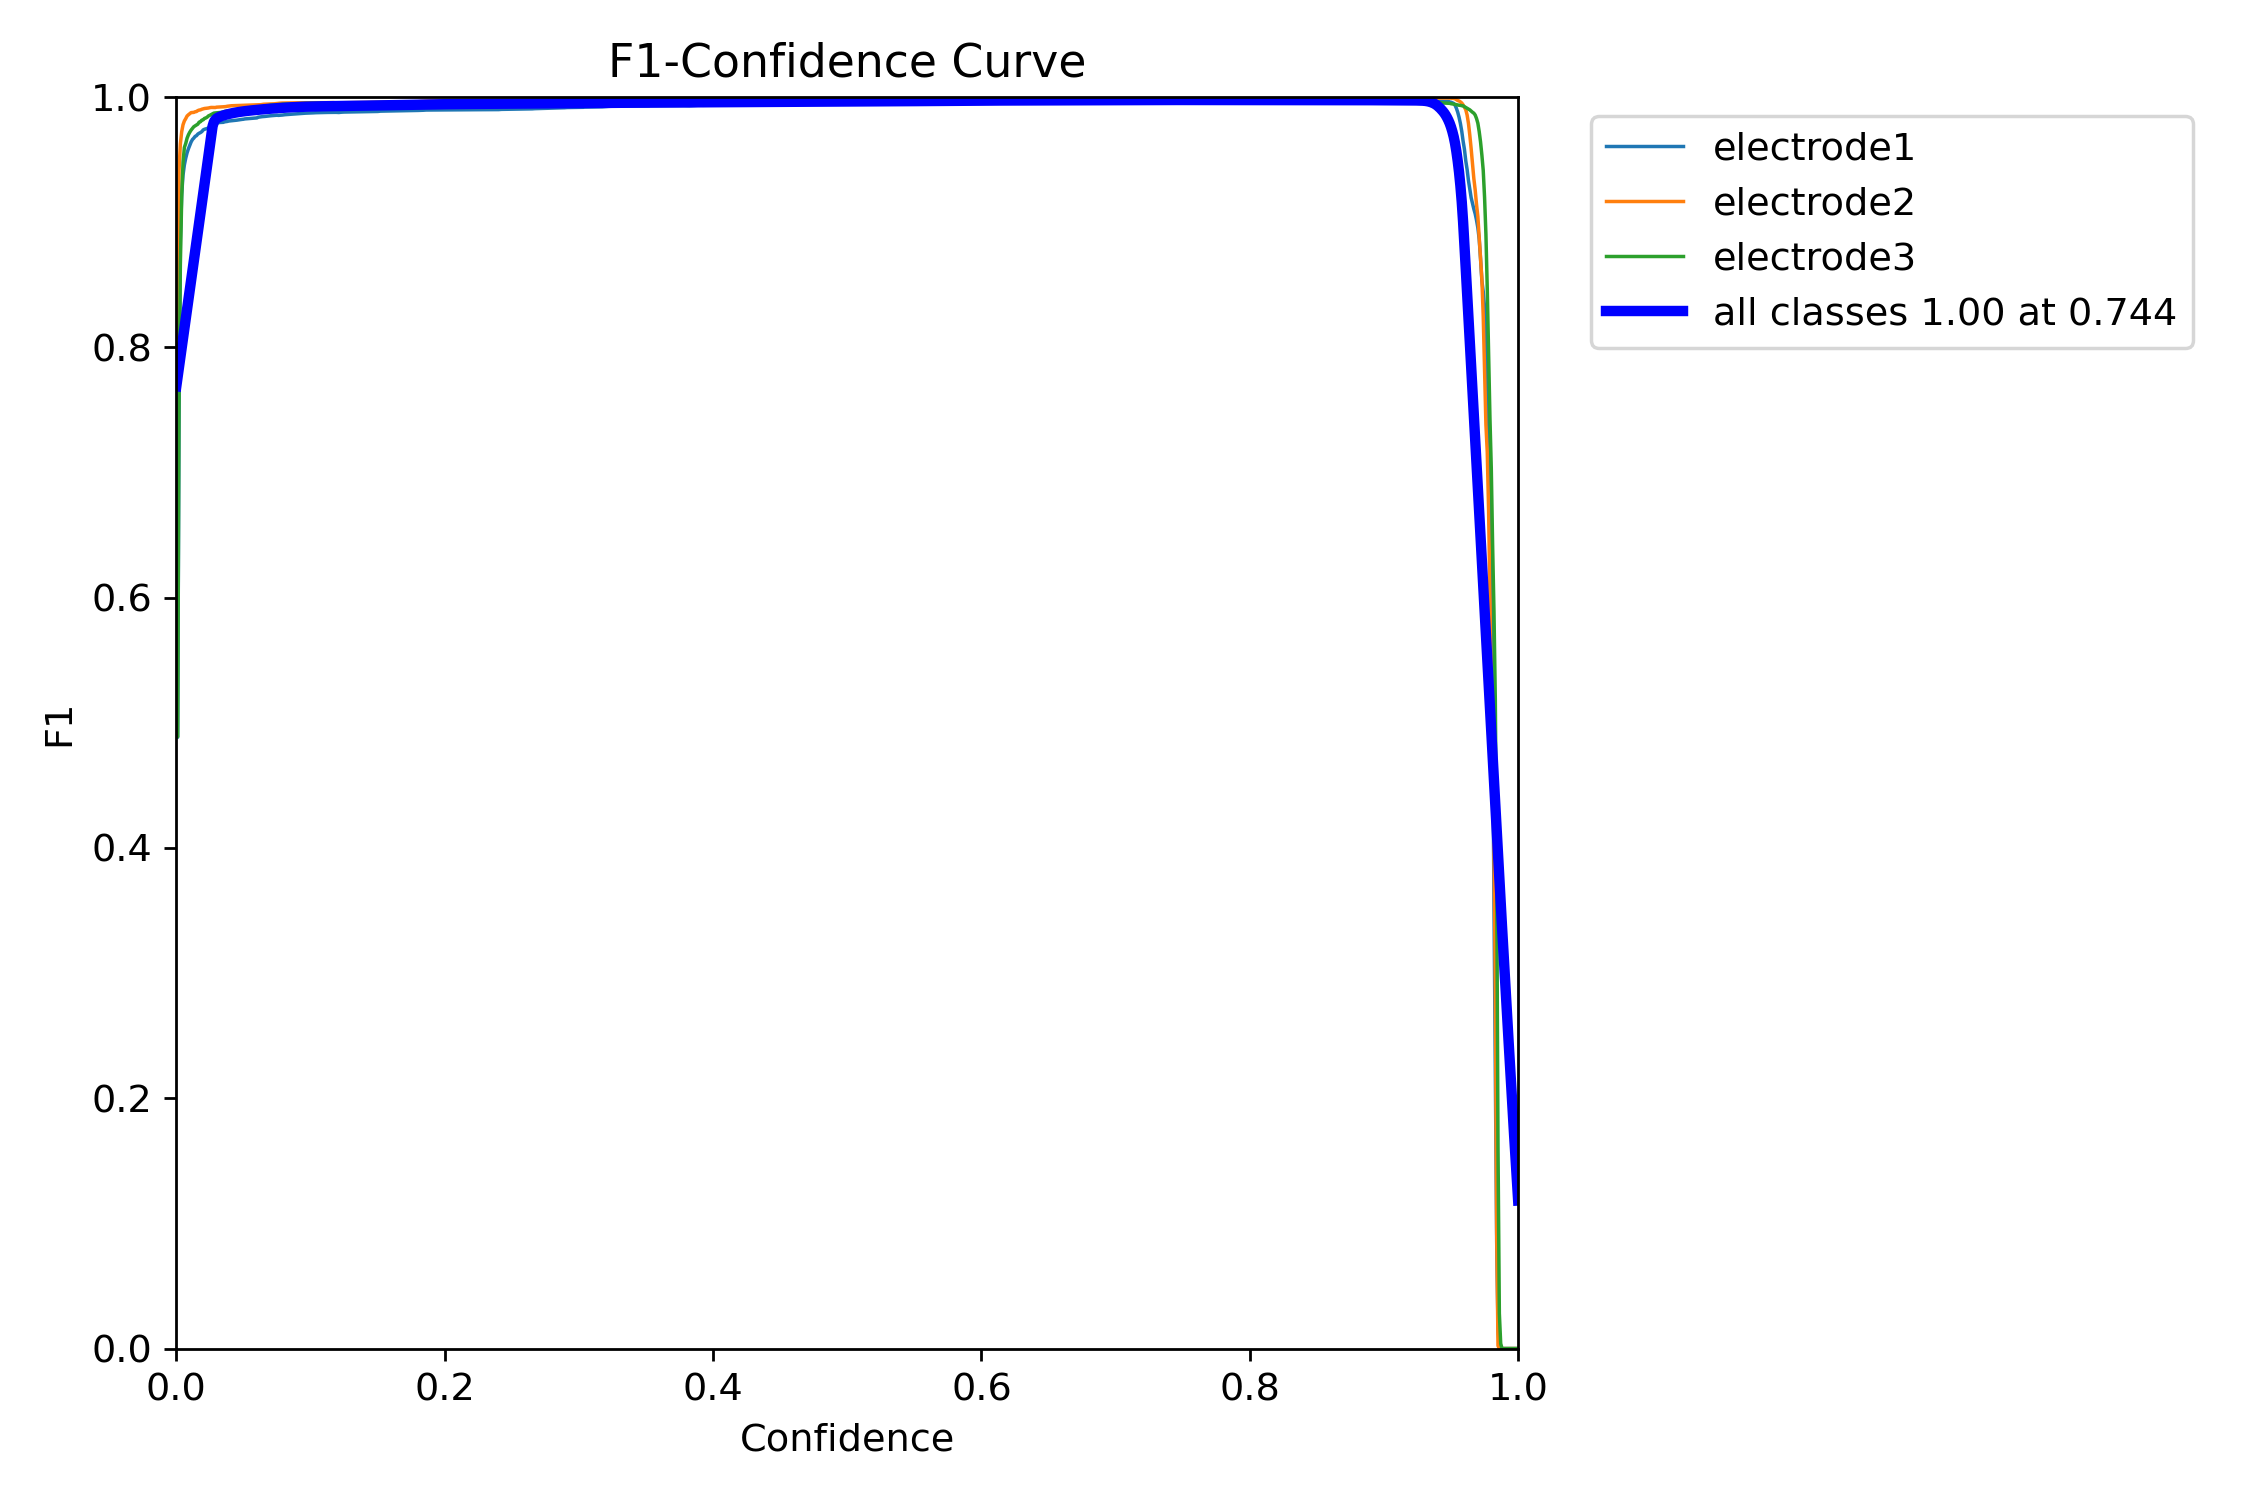 F1-Confidence Curve
1.0
0.8
0.6
0.4
0.2
0.0
F1
0.0 0.2 0.4 0.6 0.8 1.0
Confidence
electrode1
electrode2
electrode3
all classes 1.00 at 0.744